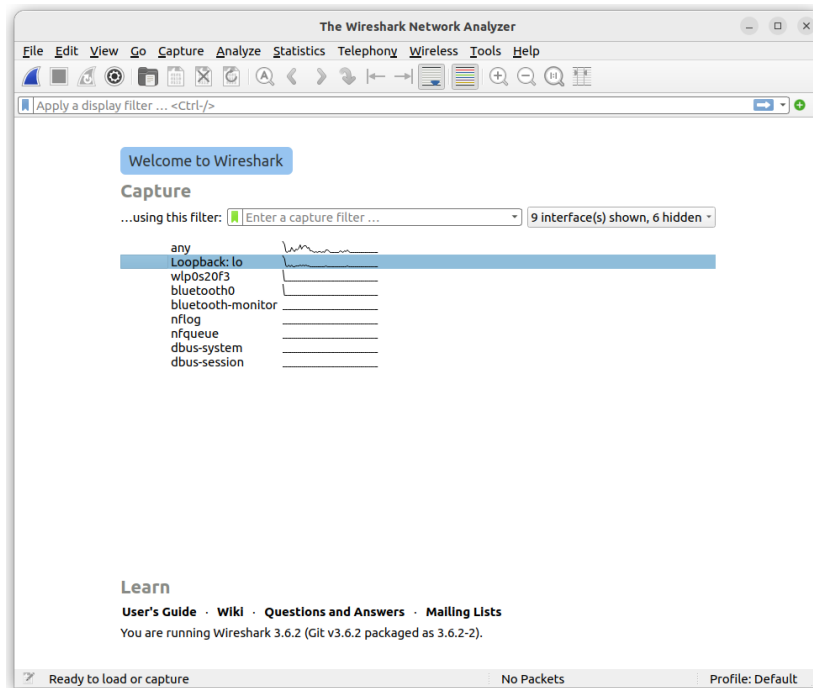 The Wireshark Network Analyzer
File Edit View Go Capture Analyze Statistics Telephony Wireless Tools Help
Apply a display filter … <Ctrl-/>
Welcome to Wireshark
Capture
…using this filter: Enter a capture filter … 9 interface(s) shown, 6 hidden
any
Loopback: lo
wlp0s20f3
bluetooth0
bluetooth-monitor
nflog
nfqueue
dbus-system
dbus-session
Learn
User's Guide · Wiki · Questions and Answers · Mailing Lists
You are running Wireshark 3.6.2 (Git v3.6.2 packaged as 3.6.2-2).
Ready to load or capture No Packets Profile: Default